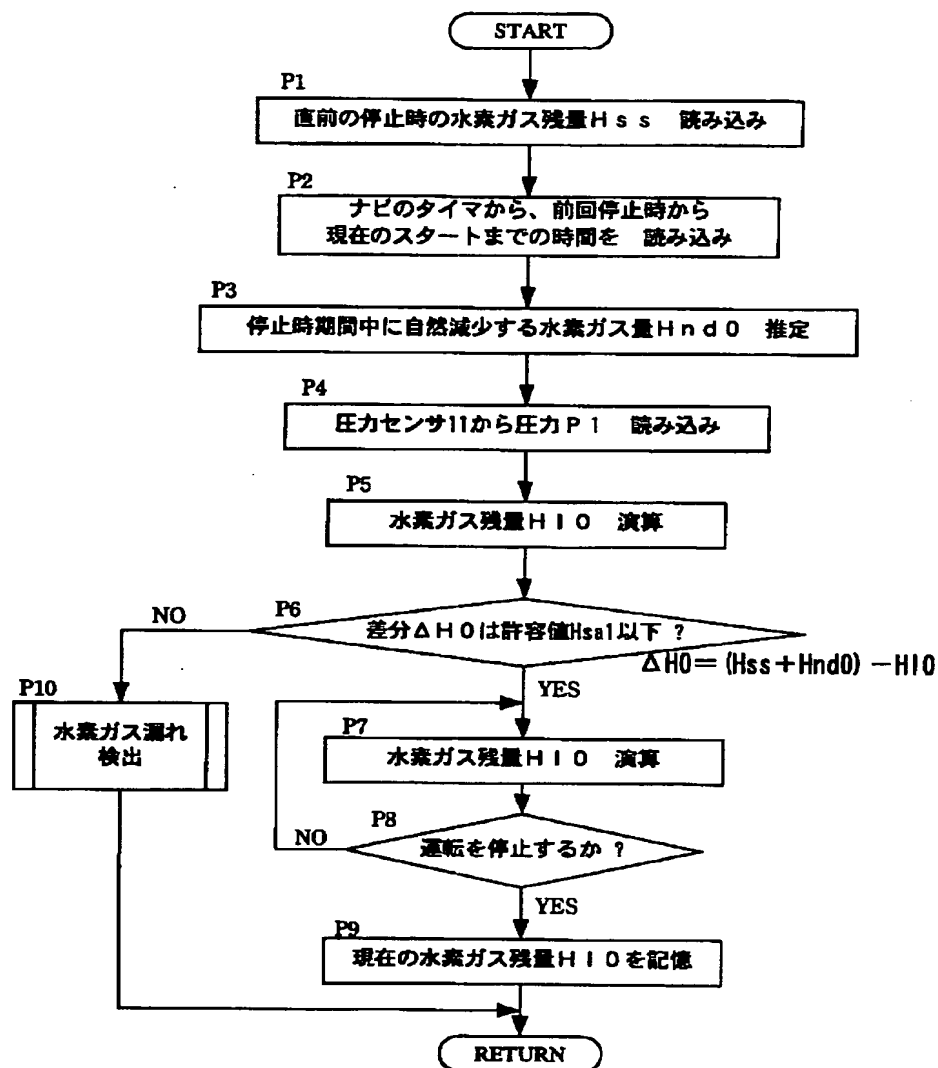 START
P1
直前の停止時の水素ガス残量Hss 読み込み
P2
ナビのタイマから、前回停止時から
現在のスタートまでの時間を 読み込み
P3
停止時期間中に自然減少する水素ガス量Hnd0 推定
P4
圧力センサ11から圧力P1 読み込み
P5
水素ガス残量HI0 演算
P6
NO
差分ΔH0は許容値Hsa1以下 ?
ΔH0=(Hss+Hnd0)-HI0
YES
P10
水素ガス漏れ
検出
P7
水素ガス残量HI0 演算
P8
NO
運転を停止するか ?
YES
P9
現在の水素ガス残量HI0を記憶
RETURN